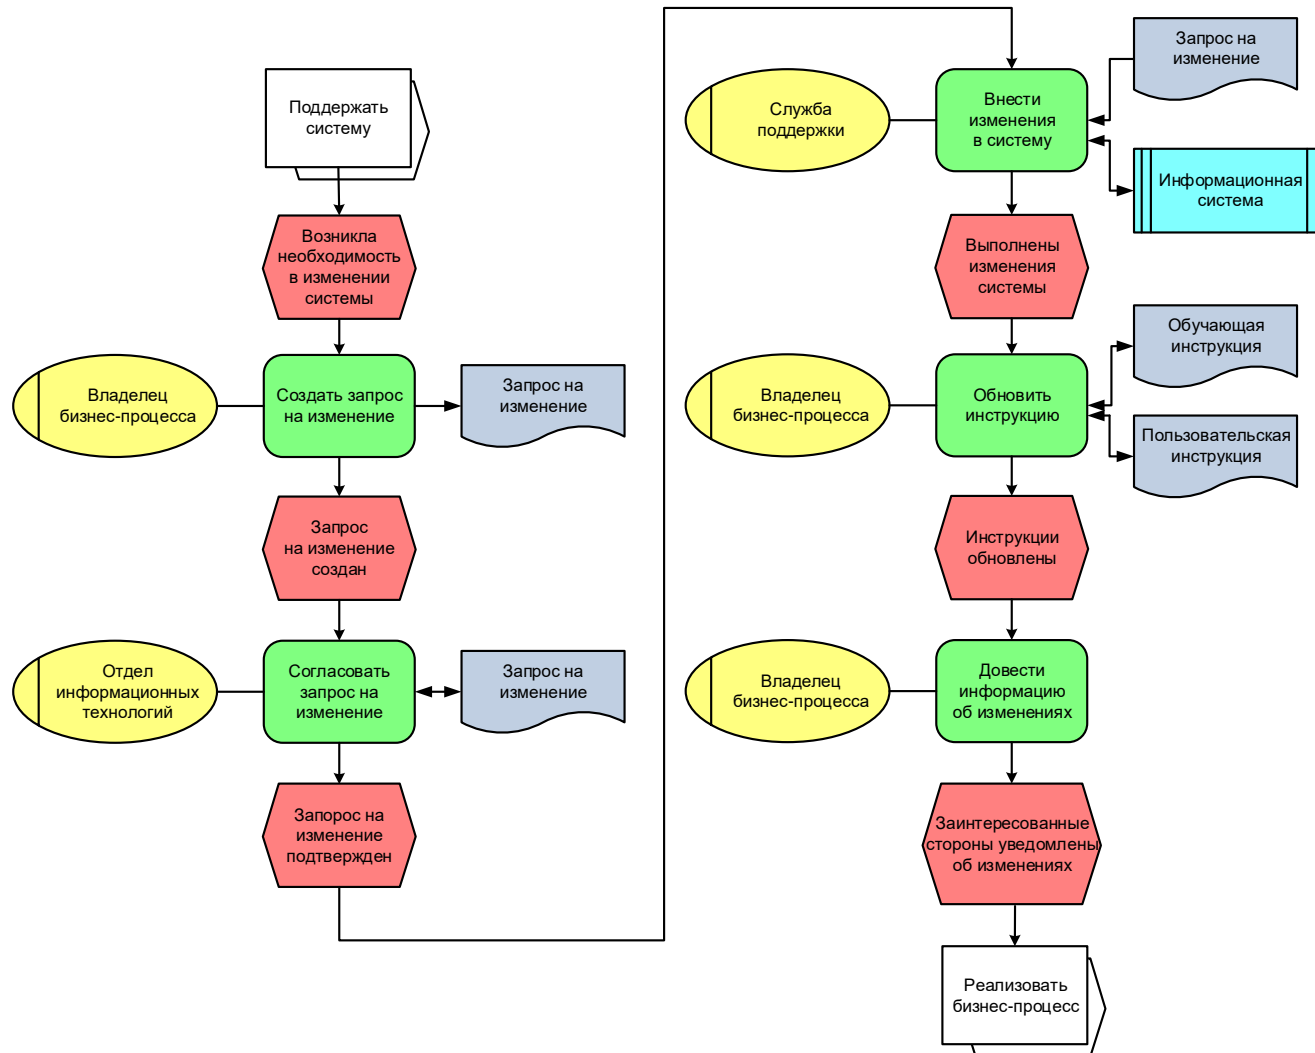 Поддержать
систему
Возникла
необходимость
в изменении
системы
Владелец
бизнес-процесса
Создать запрос
на изменение
Запрос на
изменение
Запрос
на изменение
создан
Отдел
информационных
технологий
Согласовать
запрос на
изменение
Запрос на
изменение
Запорос на
изменение
подтвержден
Служба
поддержки
Внести
изменения
в систему
Запрос на
изменение
Информационная
система
Выполнены
изменения
системы
Владелец
бизнес-процесса
Обновить
инструкцию
Обучающая
инструкция
Пользовательская
инструкция
Инструкции
обновлены
Владелец
бизнес-процесса
Довести
информацию
об изменениях
Заинтересованные
стороны уведомлены
об изменениях
Реализовать
бизнес-процесс